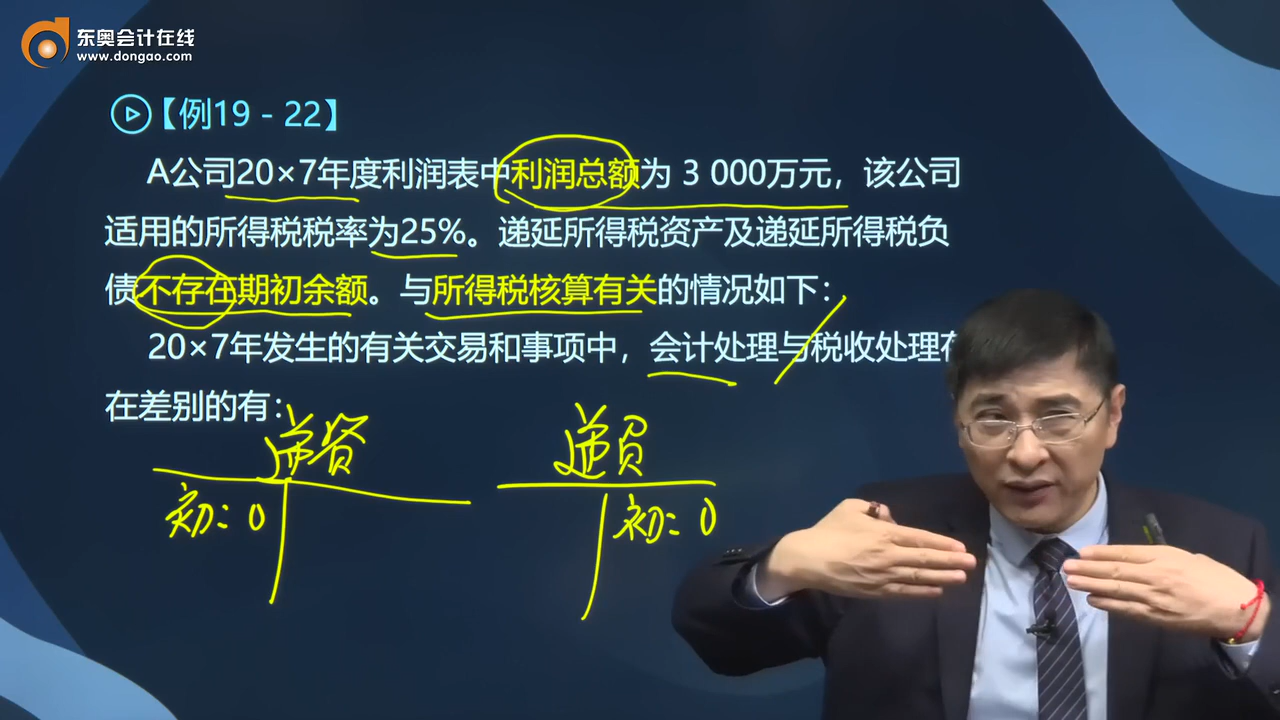 东奥会计在线
www.dongao.com
【例19－22】
A公司20×7年度利润表中利润总额为 3 000万元，该公司
适用的所得税税率为25%。递延所得税资产及递延所得税负
债不存在期初余额。与所得税核算有关的情况如下：
20×7年发生的有关交易和事项中，会计处理与税收处理存
在差别的有：
递资
递负
初：0
初：0